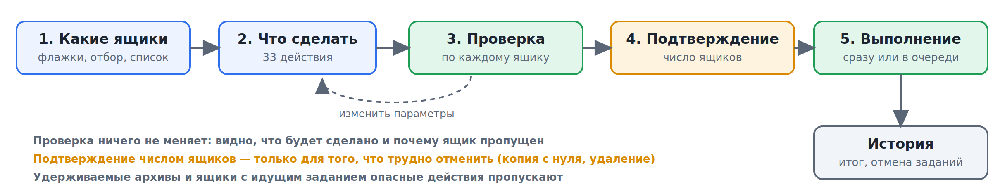 1. Какие ящики
флажки, отбор, список
2. Что сделать
33 действия
3. Проверка
по каждому ящику
4. Подтверждение
число ящиков
5. Выполнение
сразу или в очереди
изменить параметры
История
итог, отмена заданий
Проверка ничего не меняет: видно, что будет сделано и почему ящик пропущен
Подтверждение числом ящиков — только для того, что трудно отменить (копия с нуля, удаление)
Удерживаемые архивы и ящики с идущим заданием опасные действия пропускают